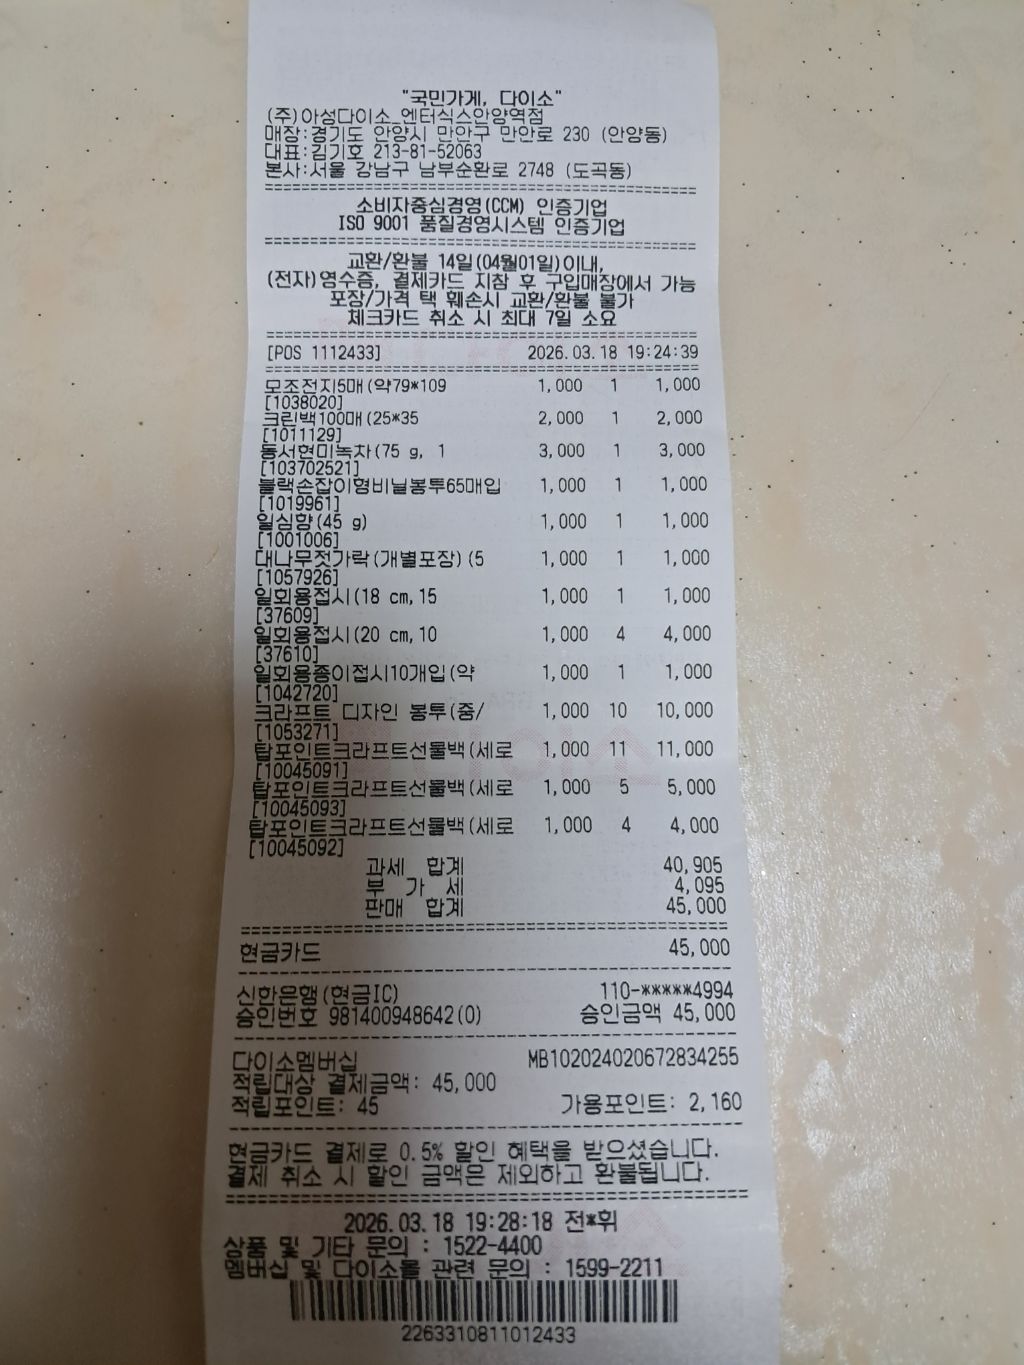 "국민가게, 다이소"
(주)아성다이소_엔터식스안양역점
매장:경기도 안양시 만안구 만안로 230 (안양동)
대표:김기호 213-81-52063
본사:서울 강남구 남부순환로 2748 (도곡동)
소비자중심경영(CCM) 인증기업
ISO 9001 품질경영시스템 인증기업
교환/환불 14일(04월01일)이내,
(전자)영수증, 결제카드 지참 후 구입매장에서 가능
포장/가격 택 훼손시 교환/환불 불가
체크카드 취소 시 최대 7일 소요
[POS 1112433] 2026.03.18 19:24:39
모조전지5매(약79*109 1,000 1 1,000
[1038020]
크린백100매(25*35 2,000 1 2,000
[1011129]
동서현미녹차(75 g, 1 3,000 1 3,000
[103702521]
블랙손잡이형비닐봉투65매입 1,000 1 1,000
[1019961]
일심향(45 g) 1,000 1 1,000
[1001006]
대나무젓가락(개별포장)(5 1,000 1 1,000
[1057926]
일회용접시(18 cm,15 1,000 1 1,000
[37609]
일회용접시(20 cm,10 1,000 4 4,000
[37610]
일회용종이접시10개입(약 1,000 1 1,000
[1042720]
크라프트 디자인 봉투(중/ 1,000 10 10,000
[1053271]
탑포인트크라프트선물백(세로 1,000 11 11,000
[10045091]
탑포인트크라프트선물백(세로 1,000 5 5,000
[10045093]
탑포인트크라프트선물백(세로 1,000 4 4,000
[10045092]
과세 합계 40,905
부 가 세 4,095
판매 합계 45,000
현금카드 45,000
신한은행(현금IC) 110-*****4994
승인번호 981400948642(0) 승인금액 45,000
다이소멤버십 MB102024020672834255
적립대상 결제금액: 45,000
적립포인트: 45 가용포인트: 2,160
현금카드 결제로 0.5% 할인 혜택을 받으셨습니다.
결제 취소 시 할인 금액은 제외하고 환불됩니다.
2026.03.18 19:28:18 전*휘
상품 및 기타 문의 : 1522-4400
멤버십 및 다이소몰 관련 문의 : 1599-2211
2263310811012433